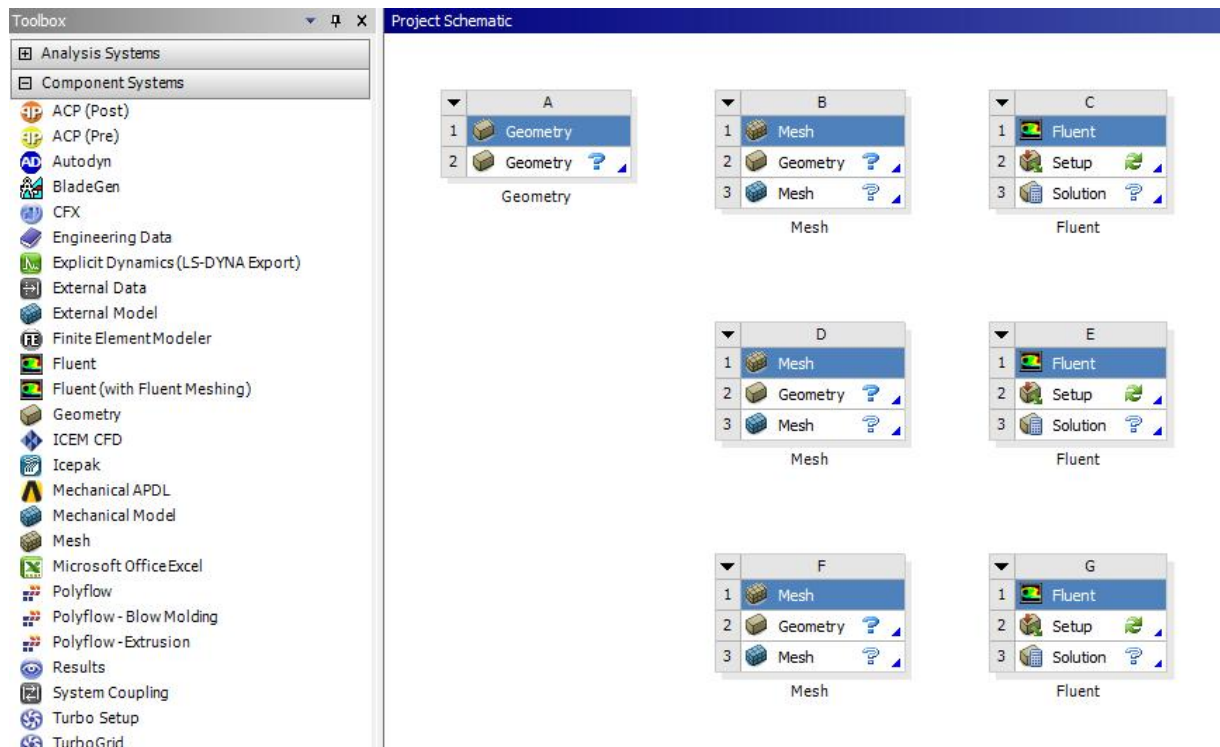 Toolbox
Analysis Systems
Component Systems
ACP (Post)
ACP (Pre)
Autodyn
BladeGen
CFX
Engineering Data
Explicit Dynamics (LS-DYNA Export)
External Data
External Model
Finite Element Modeler
Fluent
Fluent (with Fluent Meshing)
Geometry
ICEM CFD
Icepak
Mechanical APDL
Mechanical Model
Mesh
Microsoft Office Excel
Polyflow
Polyflow - Blow Molding
Polyflow - Extrusion
Results
System Coupling
Turbo Setup
TurboGrid
Project Schematic
A
1 Geometry
2 Geometry ?
Geometry
B
1 Mesh
2 Geometry ?
3 Mesh ?
Mesh
C
1 Fluent
2 Setup
3 Solution ?
Fluent
D
1 Mesh
2 Geometry ?
3 Mesh ?
Mesh
E
1 Fluent
2 Setup
3 Solution ?
Fluent
F
1 Mesh
2 Geometry ?
3 Mesh ?
Mesh
G
1 Fluent
2 Setup
3 Solution ?
Fluent